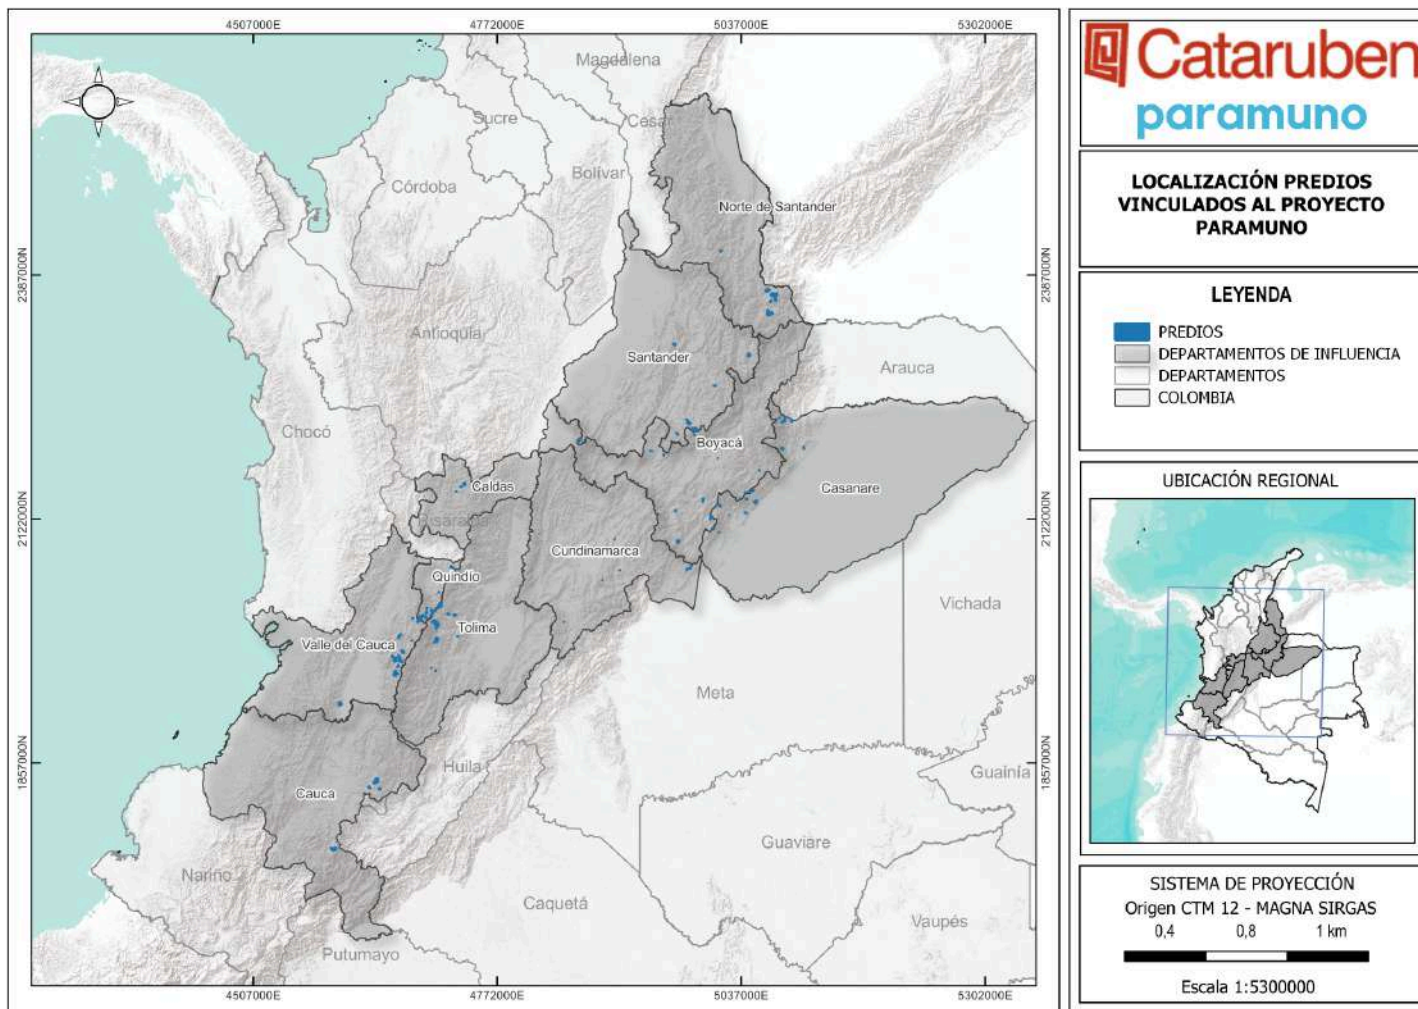 4507000E
4772000E
5037000E
5302000E
Magdalena
Sucre
Cesar
Córdoba
Bolívar
Norte de Santander
2387000N
2387000N
Antioquia
Santander
Arauca
Chocó
Boyacá
Caldas
Casanare
2122000N
2122000N
Cundinamarca
Quindio
Vichada
Tolima
Valle del Cauca
Meta
1857000N
1857000N
Huila
Guainía
Cauca
Guaviare
Nariño
Caquetá
Vaupés
Putumayo
4507000E
4772000E
5037000E
5302000E
Cataruben
paramuno
LOCALIZACIÓN PREDIOS
VINCULADOS AL PROYECTO
PARAMUNO
LEYENDA
PREDIOS
DEPARTAMENTOS DE INFLUENCIA
DEPARTAMENTOS
COLOMBIA
UBICACIÓN REGIONAL
SISTEMA DE PROYECCIÓN
Origen CTM 12 - MAGNA SIRGAS
0,4 0,8 1 km
Escala 1:5300000